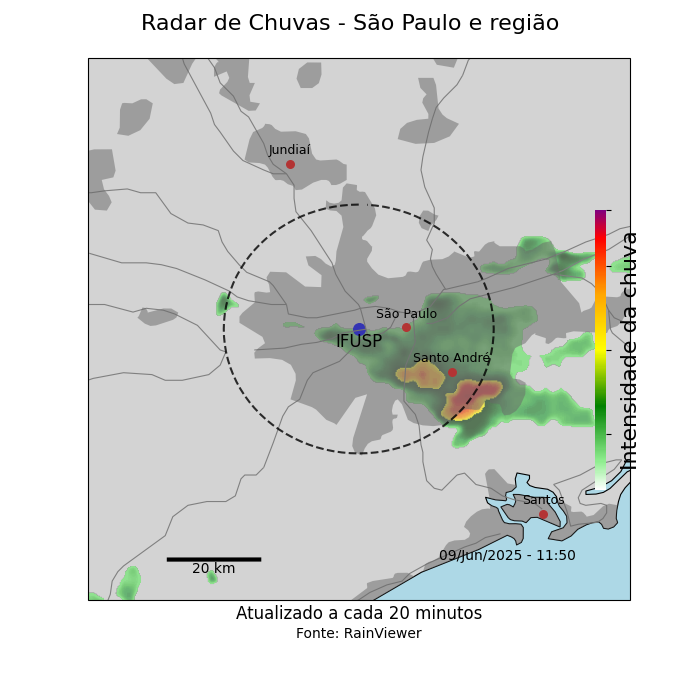 Radar de Chuvas - São Paulo e região
Jundiaí
São Paulo
IFUSP
Santo André
Intensidade da chuva
Santos
09/Jun/2025 - 11:50
20 km
Atualizado a cada 20 minutos
Fonte: RainViewer